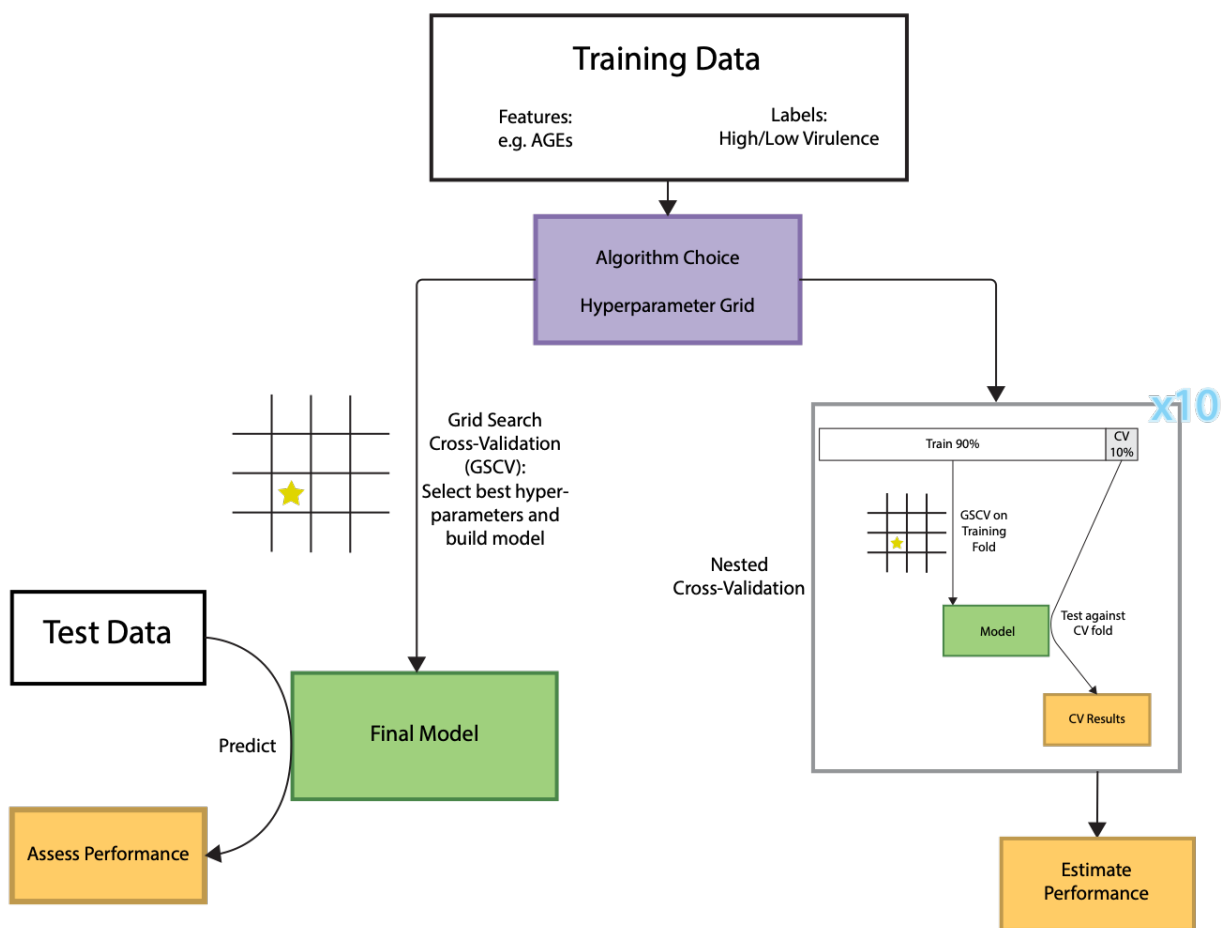 Training Data
Features:
e.g. AGEs
Labels:
High/Low Virulence
Algorithm Choice
Hyperparameter Grid
Grid Search
Cross-Validation
(GSCV):
Select best hyper-
parameters and
build model
x10
Train 90%
CV
10%
GSCV on
Training
Fold
Nested
Cross-Validation
Model
Test against
CV fold
CV Results
Test Data
Predict
Final Model
Assess Performance
Estimate
Performance